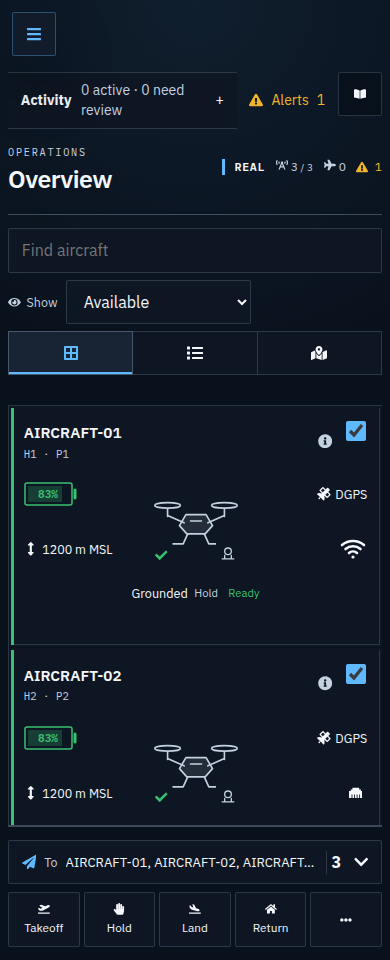 Activity 0 active · 0 need review + Alerts 1
OPERATIONS
Overview
REAL 3 / 3 0 1
Find aircraft
Show Available
AIRCRAFT-01
H1 · P1
83% DGPS
1200 m MSL
Grounded Hold Ready
AIRCRAFT-02
H2 · P2
83% DGPS
1200 m MSL
To AIRCRAFT-01, AIRCRAFT-02, AIRCRAFT... 3
Takeoff Hold Land Return